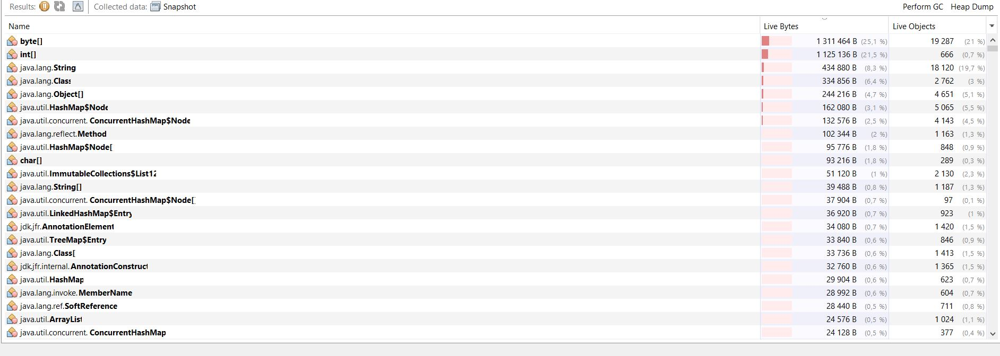 Results: Collected data: Snapshot Perform GC Heap Dump
Name Live Bytes Live Objects
byte[] 1 311 464 B (25,1 %) 19 287 (21 %)
int[] 1 125 136 B (21,5 %) 666 (0,7 %)
java.lang.String 434 880 B (8,3 %) 18 120 (19,7 %)
java.lang.Class 334 856 B (6,4 %) 2 762 (3 %)
java.lang.Object[] 244 216 B (4,7 %) 4 651 (5,1 %)
java.util.HashMap$Node 162 080 B (3,1 %) 5 065 (5,5 %)
java.util.concurrent. ConcurrentHashMap$Node 132 576 B (2,5 %) 4 143 (4,5 %)
java.lang.reflect.Method 102 344 B (2 %) 1 163 (1,3 %)
java.util.HashMap$Node[ 95 776 B (1,8 %) 848 (0,9 %)
char[] 93 216 B (1,8 %) 289 (0,3 %)
java.util.ImmutableCollections$List12 51 120 B (1 %) 2 130 (2,3 %)
java.lang.String[] 39 488 B (0,8 %) 1 187 (1,3 %)
java.util.concurrent. ConcurrentHashMap$Node[] 37 904 B (0,7 %) 97 (0,1 %)
java.util.LinkedHashMap$Entry 36 920 B (0,7 %) 923 (1 %)
jdk.jfr.AnnotationElement 34 080 B (0,7 %) 1 420 (1,5 %)
java.util.TreeMap$Entry 33 840 B (0,6 %) 846 (0,9 %)
java.lang.Class[ 33 736 B (0,6 %) 1 413 (1,5 %)
jdk.jfr.internal. AnnotationConstruct 32 760 B (0,6 %) 1 365 (1,5 %)
java.util.HashMap 29 904 B (0,6 %) 623 (0,7 %)
java.lang.invoke. MemberName 28 992 B (0,6 %) 604 (0,7 %)
java.lang.ref.SoftReference 28 440 B (0,5 %) 711 (0,8 %)
java.util.ArrayList 24 576 B (0,5 %) 1 024 (1,1 %)
java.util.concurrent. ConcurrentHashMap 24 128 B (0,5 %) 377 (0,4 %)